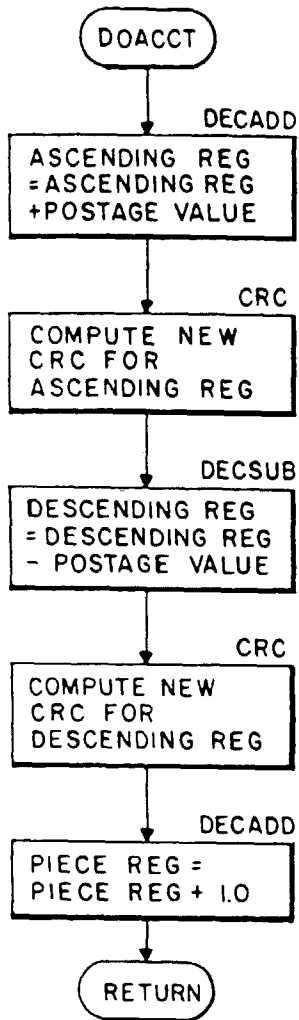 DOACCT
DECADD
ASCENDING REG
=ASCENDING REG
+POSTAGE VALUE
CRC
COMPUTE NEW
CRC FOR
ASCENDING REG
DECSUB
DESCENDING REG
= DESCENDING REG
- POSTAGE VALUE
CRC
COMPUTE NEW
CRC FOR
DESCENDING REG
DECADD
PIECE REG =
PIECE REG + 1.0
RETURN